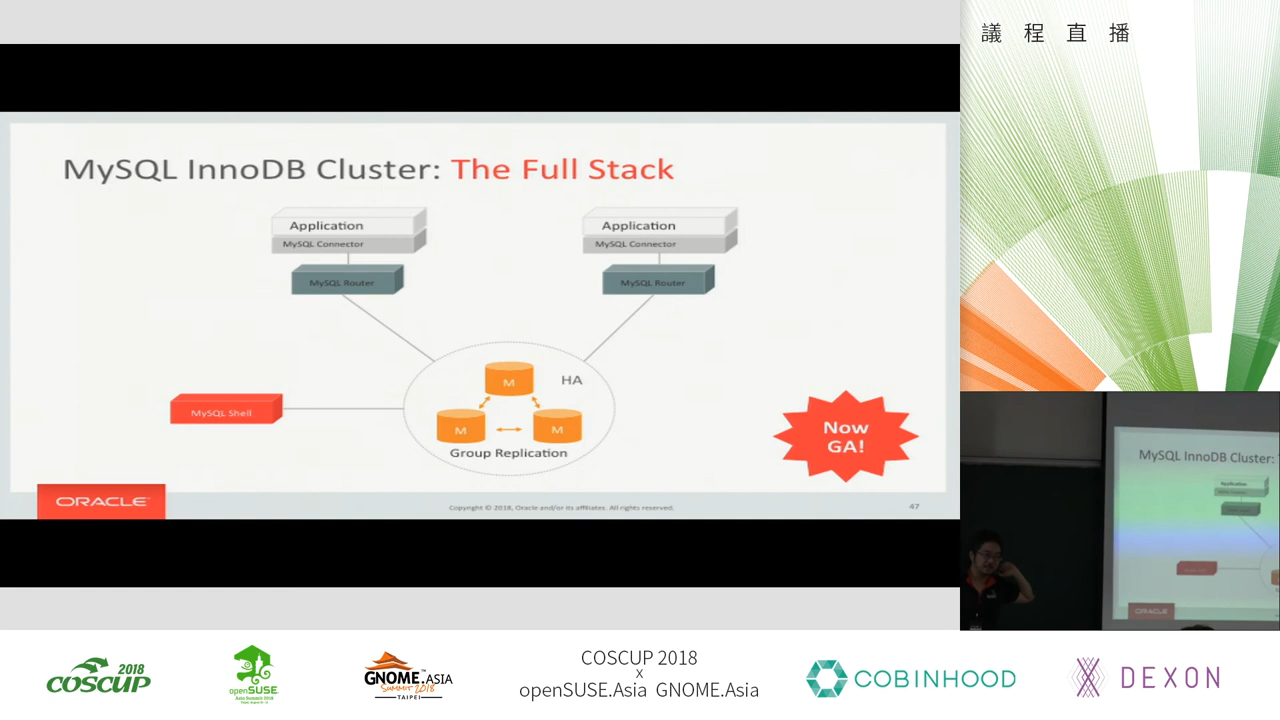 議程直播
MySQL InnoDB Cluster: The Full Stack
Application
MySQL Connector
MySQL Router
Application
MySQL Connector
MySQL Router
MySQL Shell
M
HA
M
M
Group Replication
Now
GA!
ORACLE
Copyright © 2018, Oracle and/or its affiliates. All rights reserved.
47
MySQL InnoDB Cluster:
Application
ORACLE
2018
COSCUP
openSUSE
Asia Summit 2018
GNOME.ASIA
SUMMIT 2018
TAIPEI
COSCUP 2018
x
openSUSE.Asia GNOME.Asia
COBINHOOD
DEXON